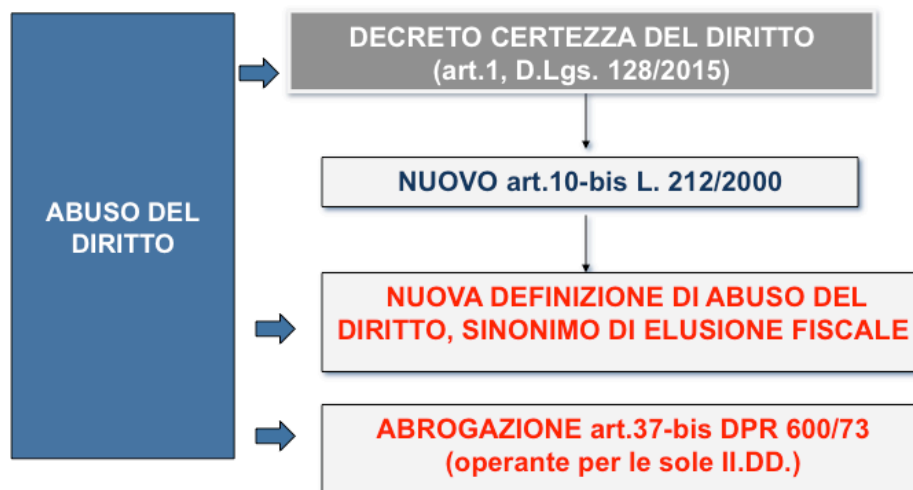 ABUSO DEL
DIRITTO
DECRETO CERTEZZA DEL DIRITTO
(art.1, D.Lgs. 128/2015)
NUOVO art.10-bis L. 212/2000
NUOVA DEFINIZIONE DI ABUSO DEL
DIRITTO, SINONIMO DI ELUSIONE FISCALE
ABROGAZIONE art.37-bis DPR 600/73
(operante per le sole II.DD.)